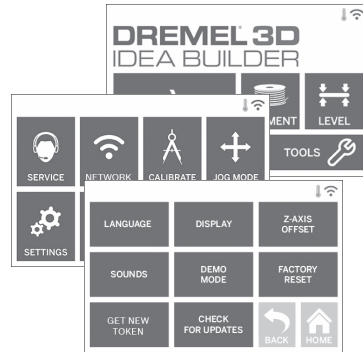 DREMEL 3D
IDEA BUILDER
MENT
LEVEL
TOOLS
SERVICE
NETWORK
CALIBRATE
JOG MODE
SETTINGS
LANGUAGE
DISPLAY
Z-AXIS
OFFSET
SOUNDS
DEMO
MODE
FACTORY
RESET
GET NEW
TOKEN
CHECK
FOR UPDATES
BACK
HOME